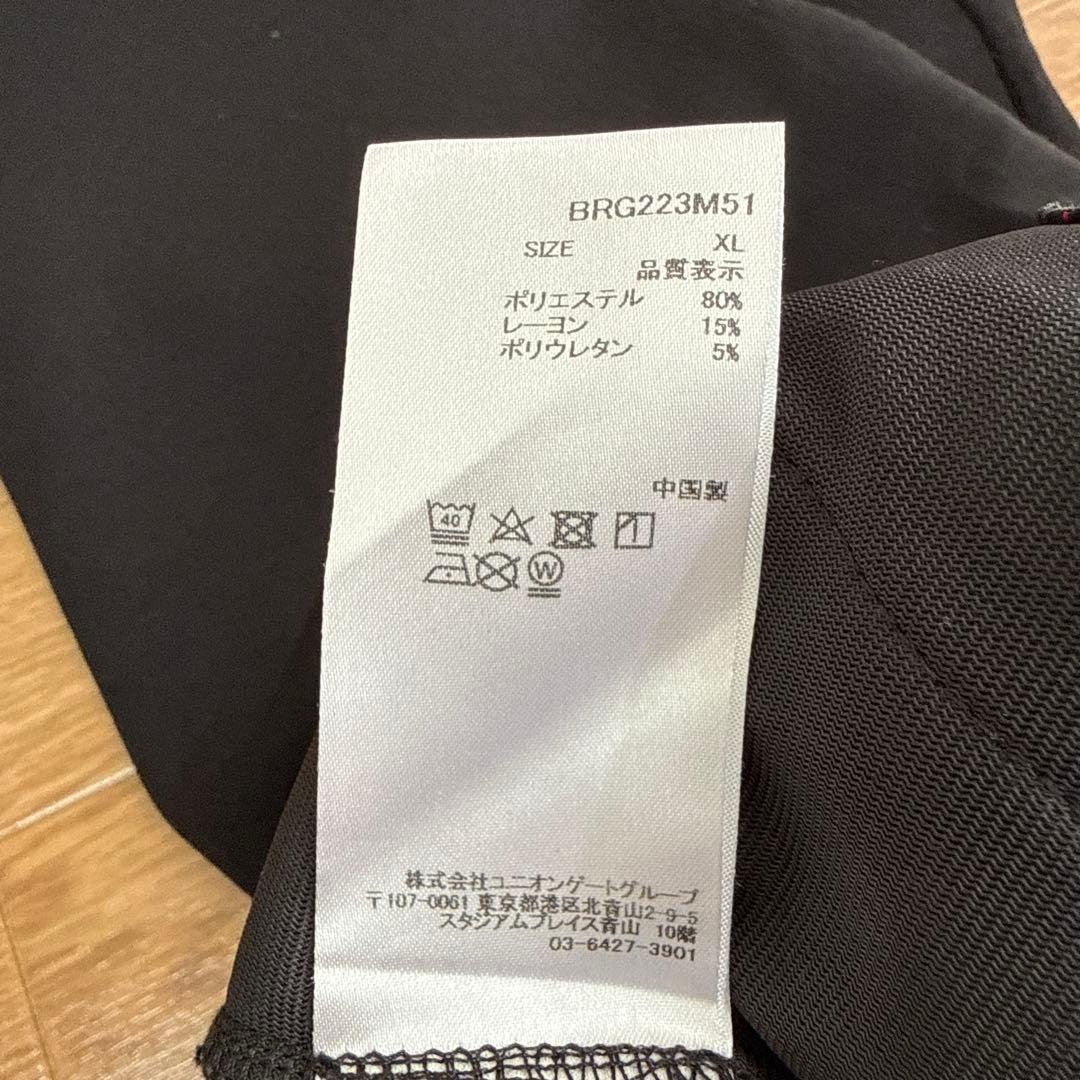 BRG223M51
SIZE XL
品質表示
ポリエステル 80%
レーヨン 15%
ポリウレタン 5%
中国製
40
W
株式会社ユニオンゲートグループ
〒107-0061 東京都港区北青山2-9-5
スタジアムプレイス青山 10階
03-6427-3901